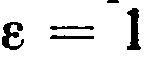 ε = 1